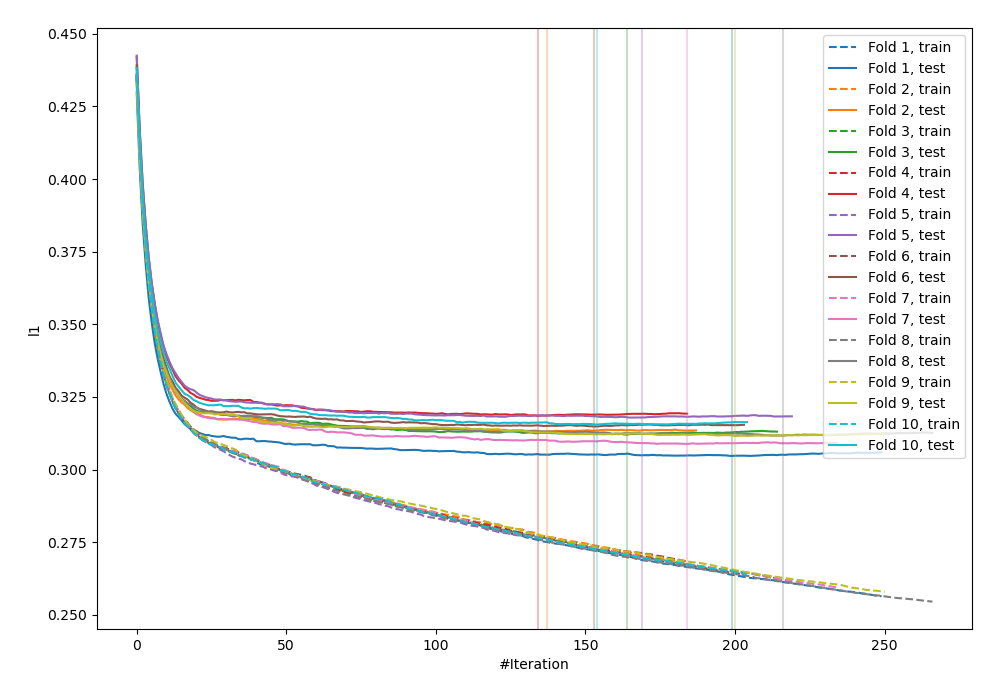 0.450
0.425
0.400
0.375
0.350
0.325
0.300
0.275
0.250
l1
0
50
100
150
200
250
#Iteration
Fold 1, train
Fold 1, test
Fold 2, train
Fold 2, test
Fold 3, train
Fold 3, test
Fold 4, train
Fold 4, test
Fold 5, train
Fold 5, test
Fold 6, train
Fold 6, test
Fold 7, train
Fold 7, test
Fold 8, train
Fold 8, test
Fold 9, train
Fold 9, test
Fold 10, train
Fold 10, test